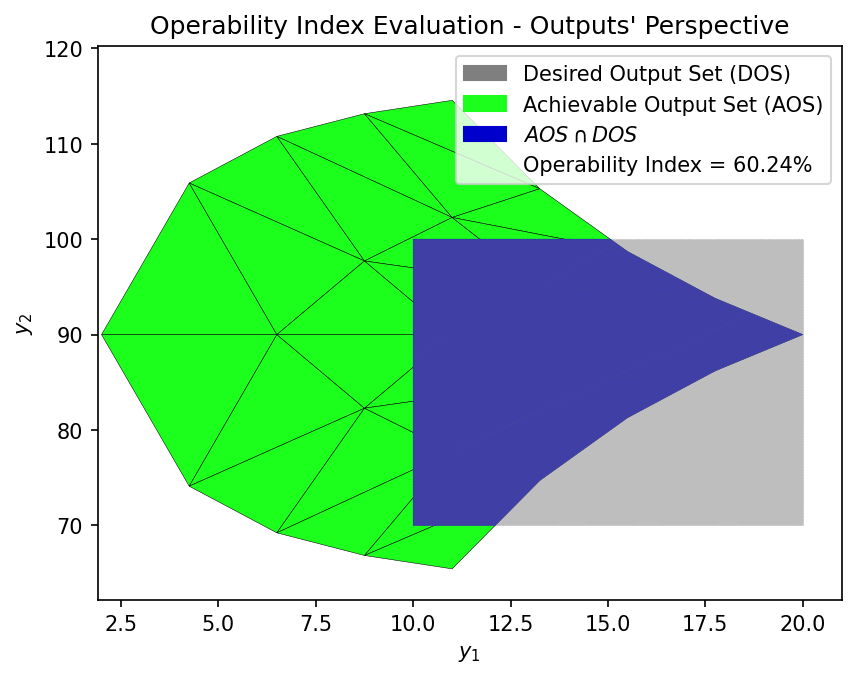 Operability Index Evaluation - Outputs' Perspective
120
110
100
90
80
70
y₂
Desired Output Set (DOS)
Achievable Output Set (AOS)
AOS ∩ DOS
Operability Index = 60.24%
2.5 5.0 7.5 10.0 12.5 15.0 17.5 20.0
y₁